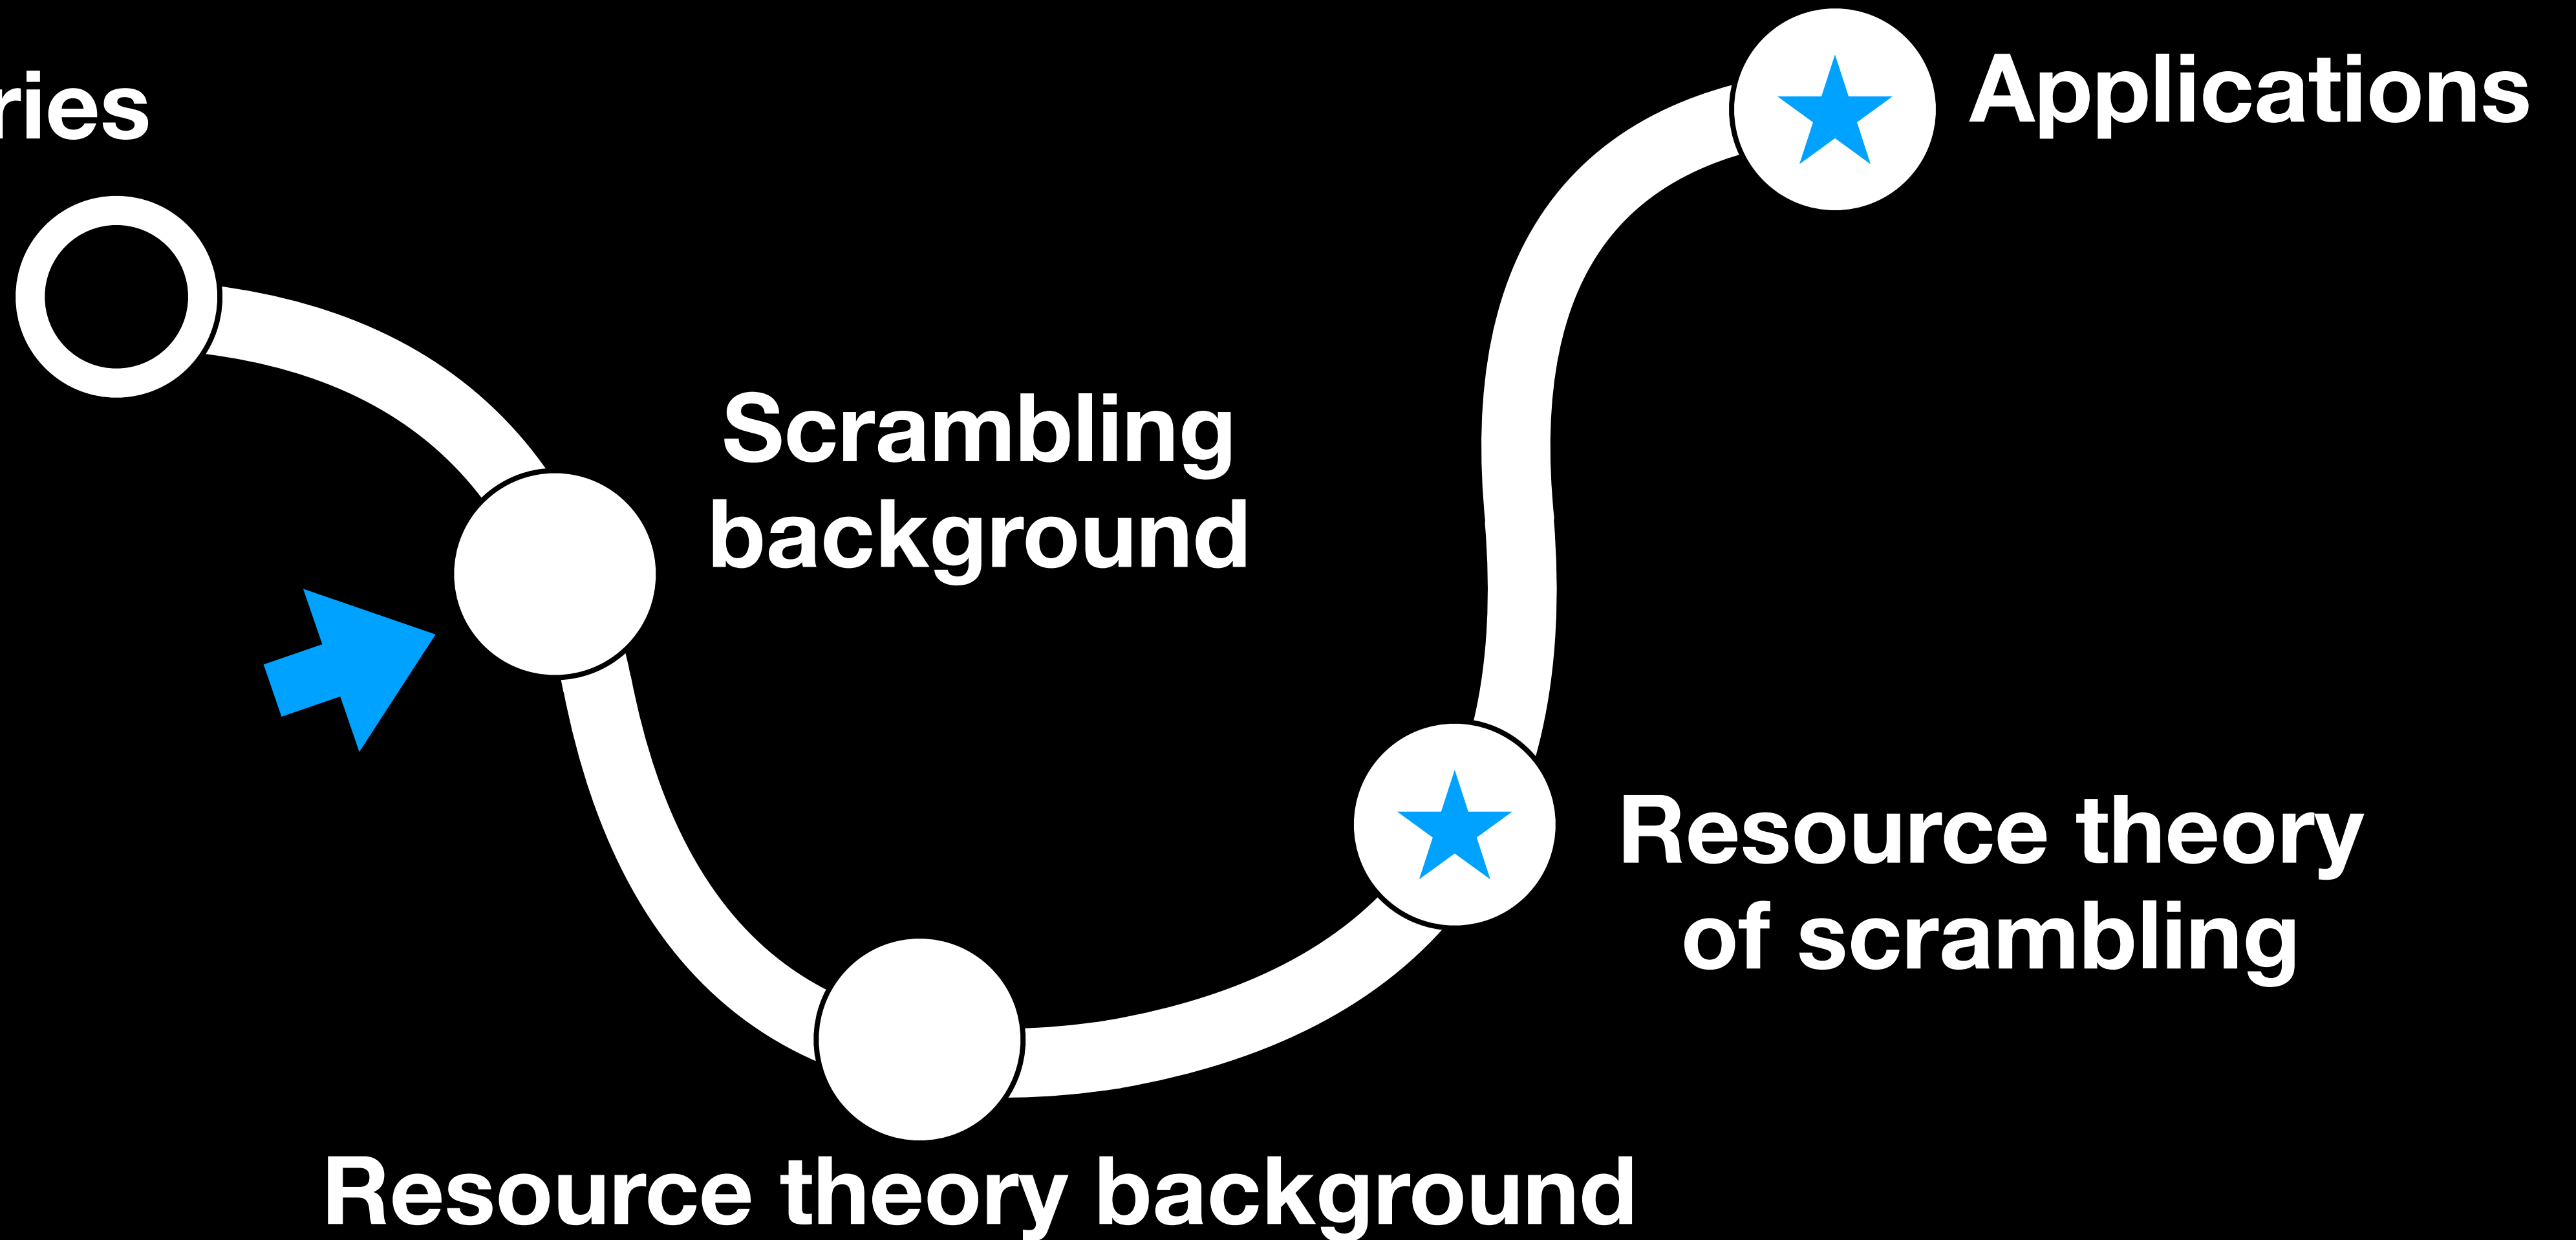 ries
Applications
Scrambling
background
Resource theory
of scrambling
Resource theory background